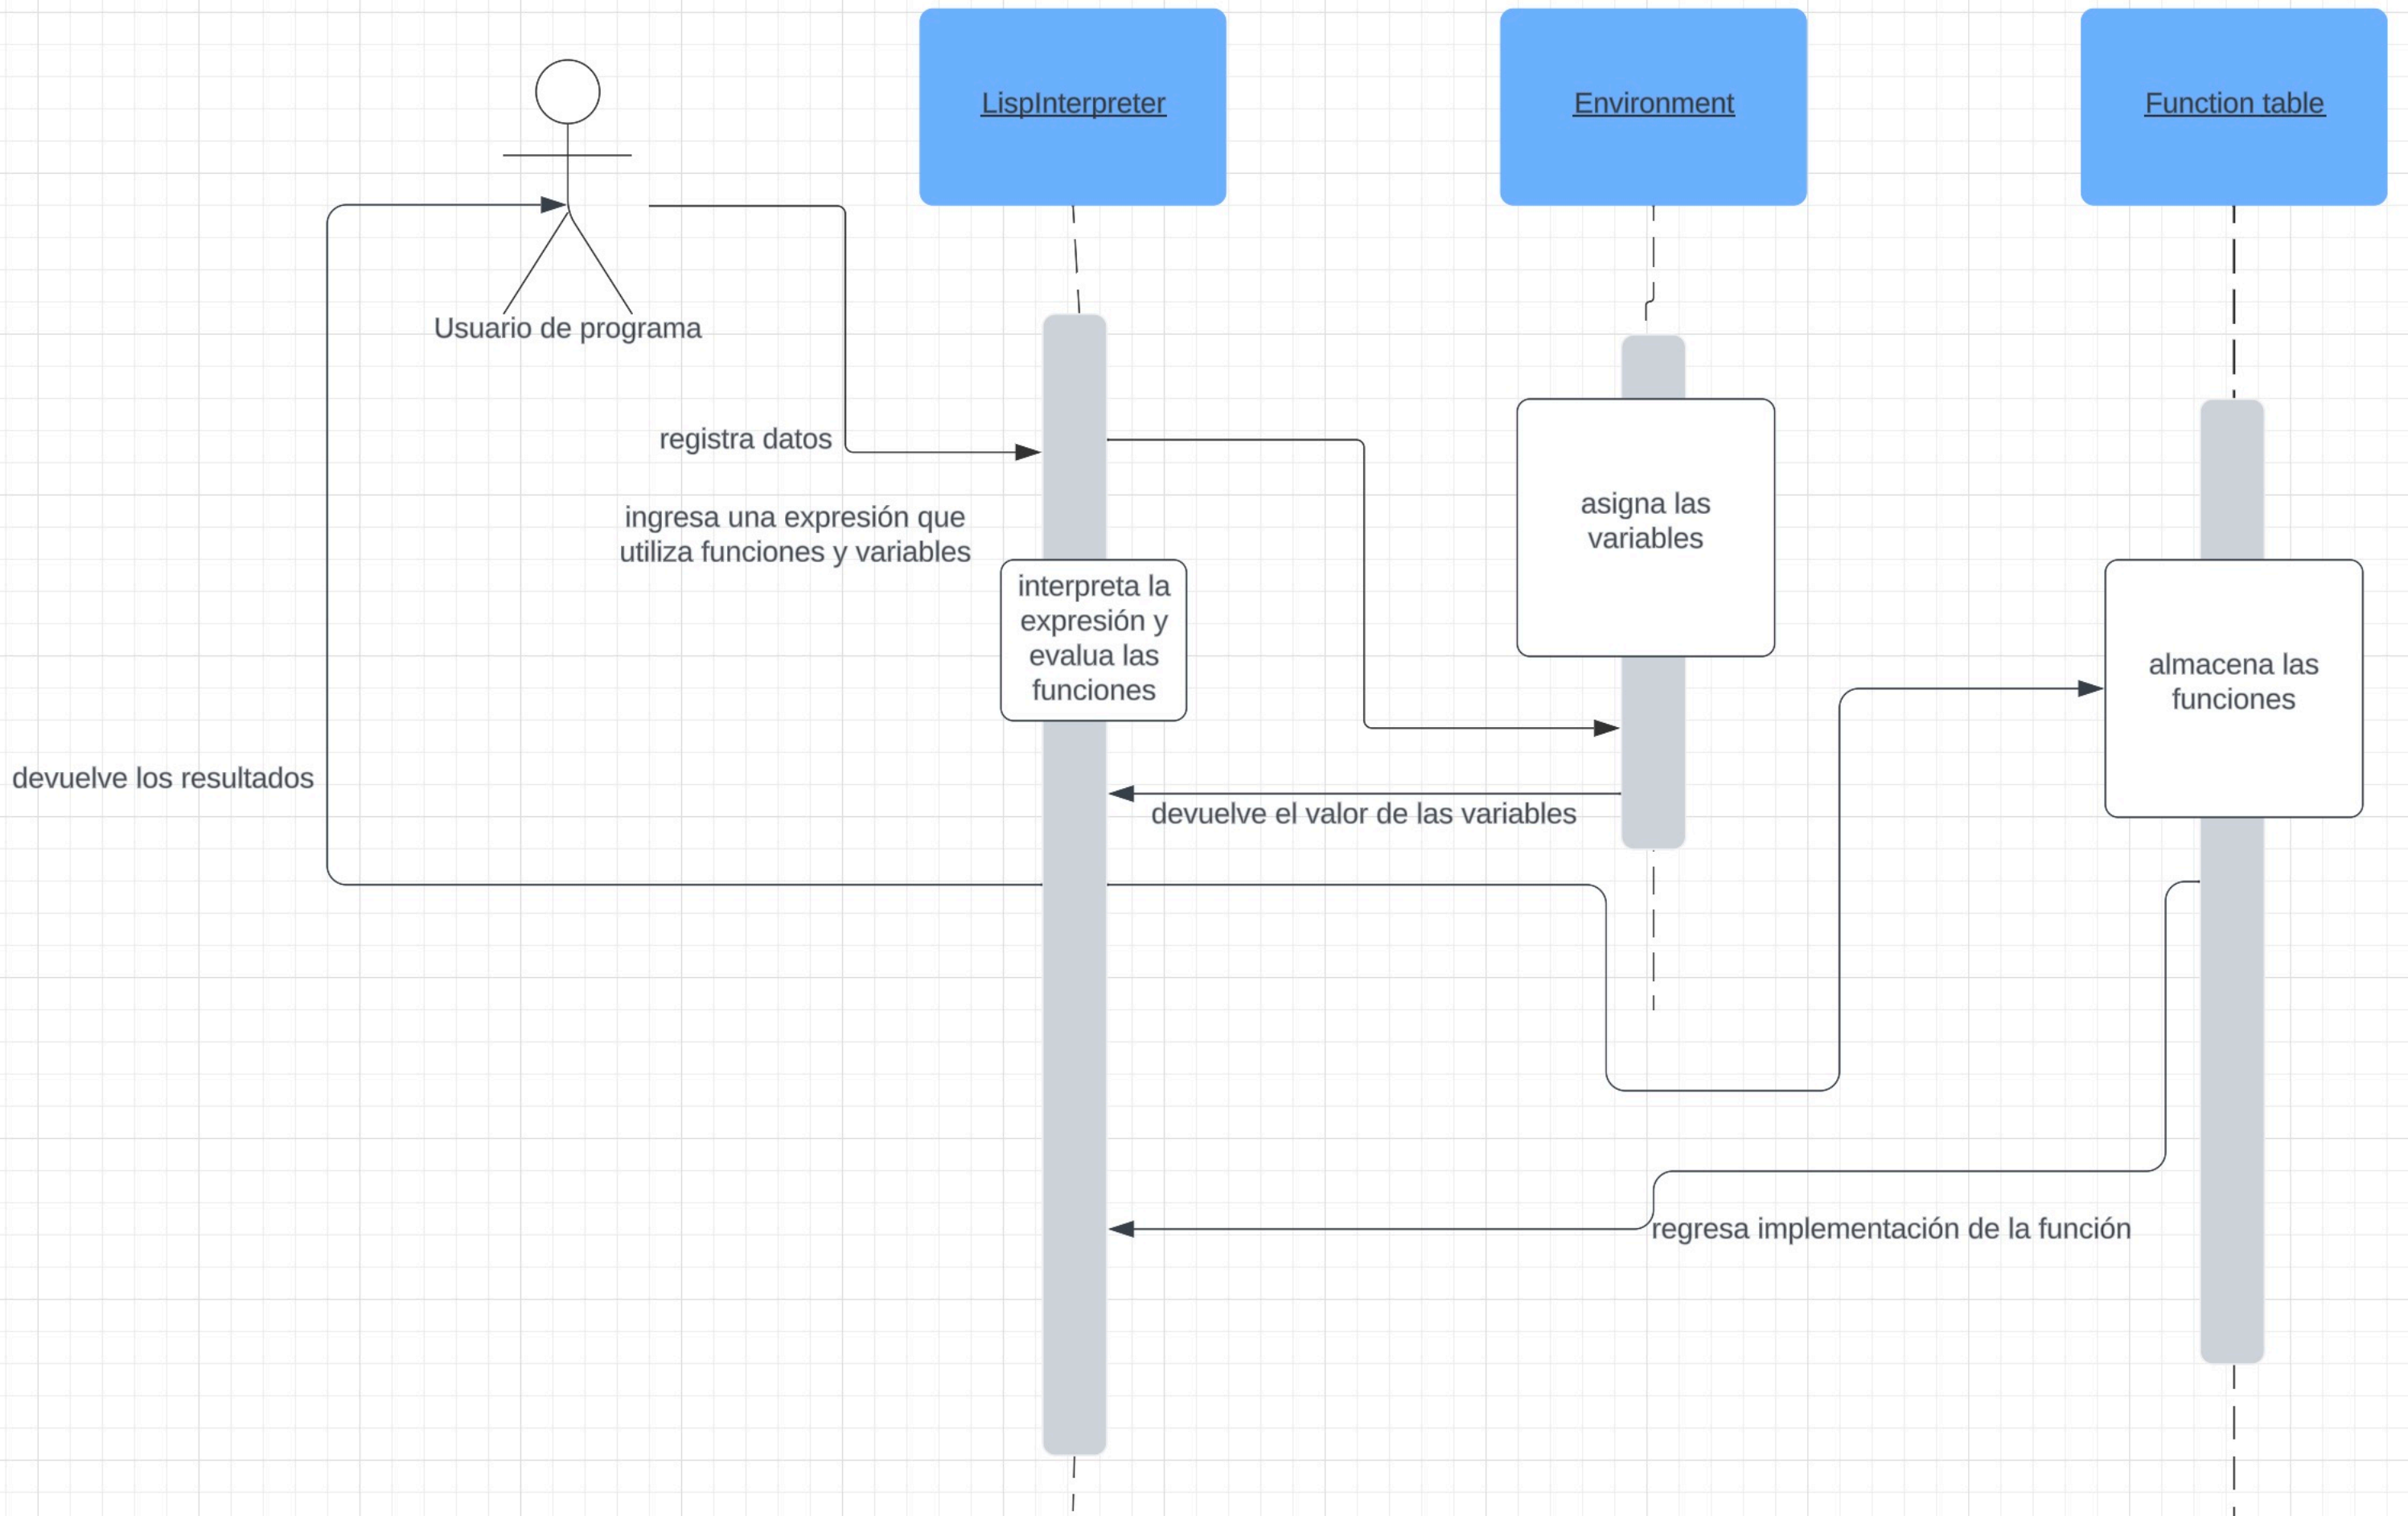 LispInterpreter
Environment
Function table
Usuario de programa
registra datos
ingresa una expresión que
utiliza funciones y variables
interpreta la
expresión y
evalua las
funciones
asigna las
variables
almacena las
funciones
devuelve los resultados
devuelve el valor de las variables
regresa implementación de la función